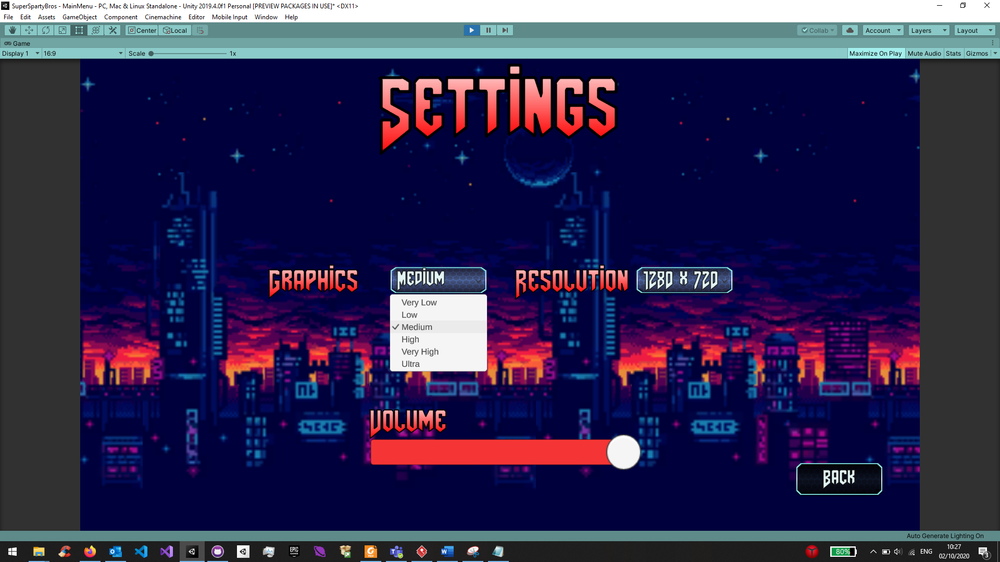 SuperSpartyBros - MainMenu - PC, Mac & Linux Standalone - Unity 2019.4.0f1 Personal [PREVIEW PACKAGES IN USE]* <DX11>
File Edit Assets GameObject Component Cinemachine Editor Mobile Input Window Help
Center Local Collab Account Layers Layout
Game
Display 1 16:9 Scale 1x Maximize On Play Mute Audio Stats Gizmos
SETTINGS
GRAPHICS MEDIUM RESOLUTION 1280 X 720
Very Low
Low
Medium
High
Very High
Ultra
VOLUME
BACK
Auto Generate Lighting On
EPIC GAMES
80% ENG 10:27
02/10/2020 3